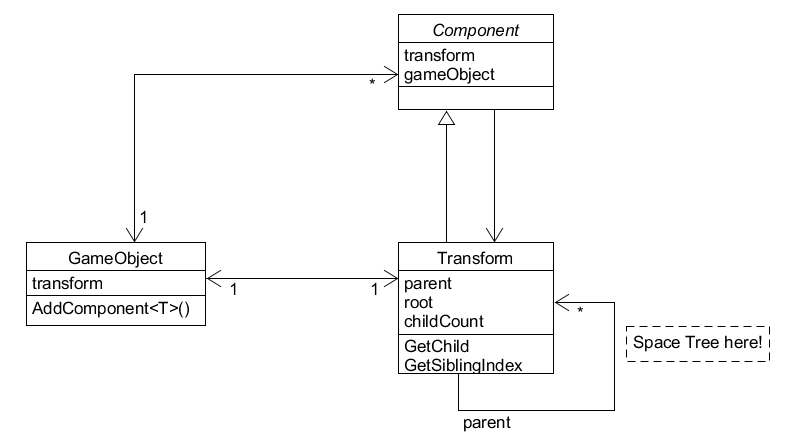 Component
transform
gameObject
*
1
GameObject
transform
AddComponent<T>()
1
1
Transform
parent
root
childCount
GetChild
GetSiblingIndex
*
Space Tree here!
parent